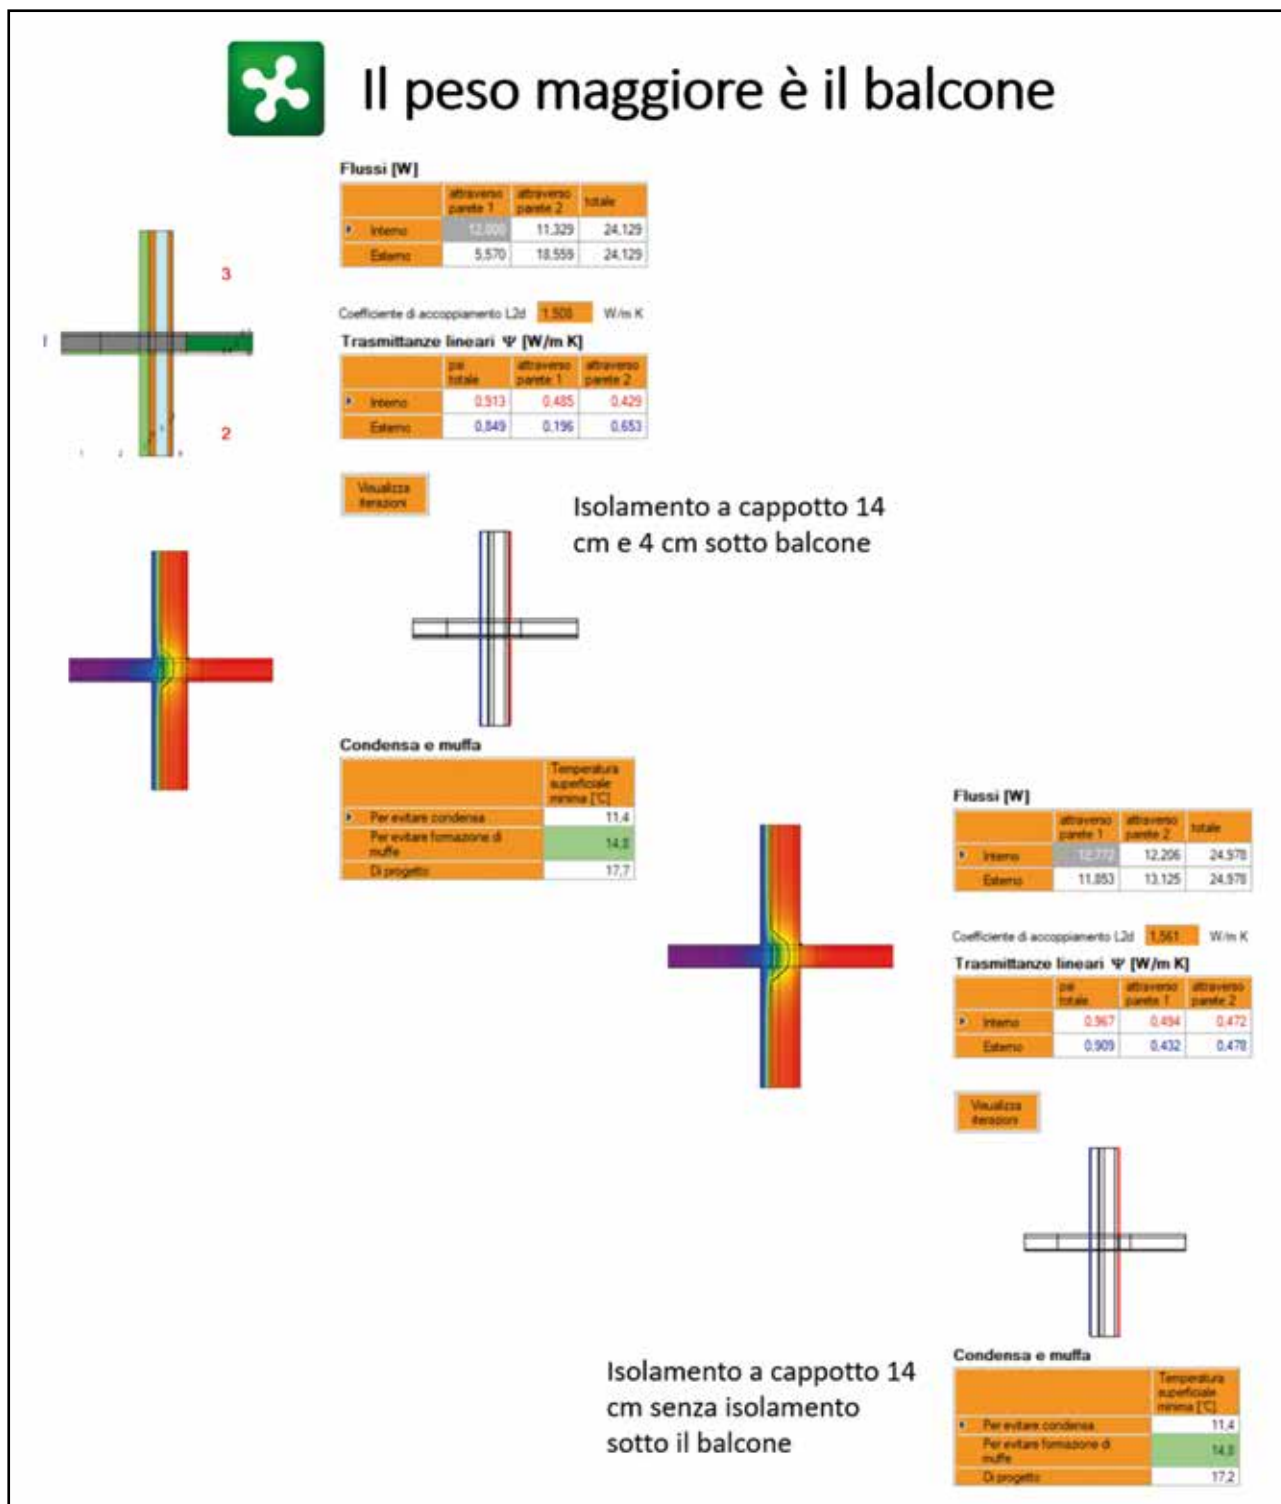 Il peso maggiore è il balcone
Flussi [W]
attraverso parete 1 attraverso parete 2 totale
Interno 12,800 11,329 24,129
Esterno 5,570 18,559 24,129
3
2
Coefficiente di accoppiamento L2d 1,508 W/m K
Trasmittanze lineari Ψ [W/m K]
psi totale attraverso parete 1 attraverso parete 2
Interno 0,913 0,485 0,429
Esterno 0,849 0,196 0,653
Visualizza
iterazioni
Isolamento a cappotto 14
cm e 4 cm sotto balcone
Condensa e muffa
Temperatura
superficiale
minima [°C]
Per evitare condensa 11,4
Per evitare formazione di
muffe 14,8
Di progetto 17,7
Flussi [W]
attraverso parete 1 attraverso parete 2 totale
Interno 12,772 12,206 24,978
Esterno 11,853 13,125 24,978
Coefficiente di accoppiamento L2d 1,561 W/m K
Trasmittanze lineari Ψ [W/m K]
psi totale attraverso parete 1 attraverso parete 2
Interno 0,967 0,494 0,472
Esterno 0,909 0,432 0,478
Visualizza
iterazioni
Isolamento a cappotto 14
cm senza isolamento
sotto il balcone
Condensa e muffa
Temperatura
superficiale
minima [°C]
Per evitare condensa 11,4
Per evitare formazione di
muffe 14,8
Di progetto 17,2